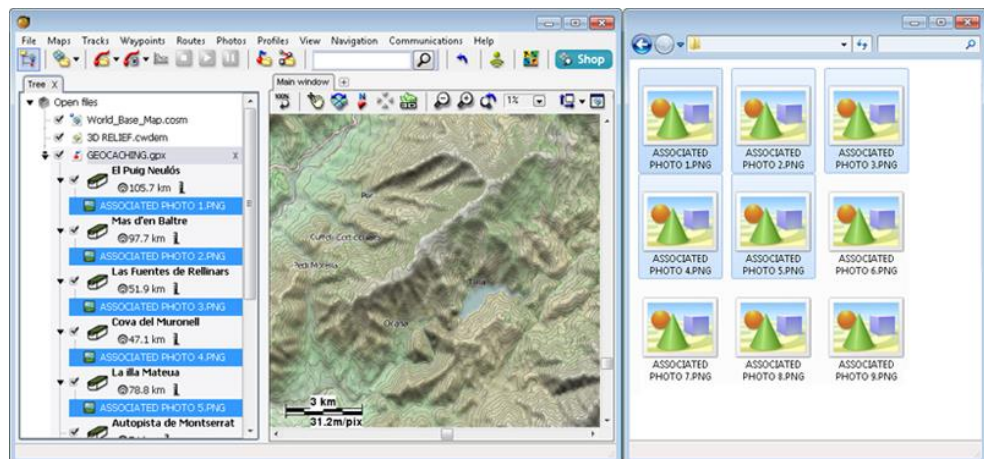 File Maps Tracks Waypoints Routes Photos Profiles View Navigation Communications Help
Shop
Tree X
Main window
100%
1%
Open files
World_Base_Map.cosm
3D RELIEF.cwdem
GEOCACHING.gpx x
El Puig Neulós
105.7 km
ASSOCIATED PHOTO 1.PNG
Mas d'en Baltre
97.7 km
ASSOCIATED PHOTO 2.PNG
Las Fuentes de Rellinars
51.9 km
ASSOCIATED PHOTO 3.PNG
Cova del Muronell
47.1 km
ASSOCIATED PHOTO 4.PNG
La illa Mateua
78.8 km
ASSOCIATED PHOTO 5.PNG
Autopista de Montserrat
3 km
31.2m/pix
ASSOCIATED PHOTO 1.PNG
ASSOCIATED PHOTO 2.PNG
ASSOCIATED PHOTO 3.PNG
ASSOCIATED PHOTO 4.PNG
ASSOCIATED PHOTO 5.PNG
ASSOCIATED PHOTO 6.PNG
ASSOCIATED PHOTO 7.PNG
ASSOCIATED PHOTO 8.PNG
ASSOCIATED PHOTO 9.PNG